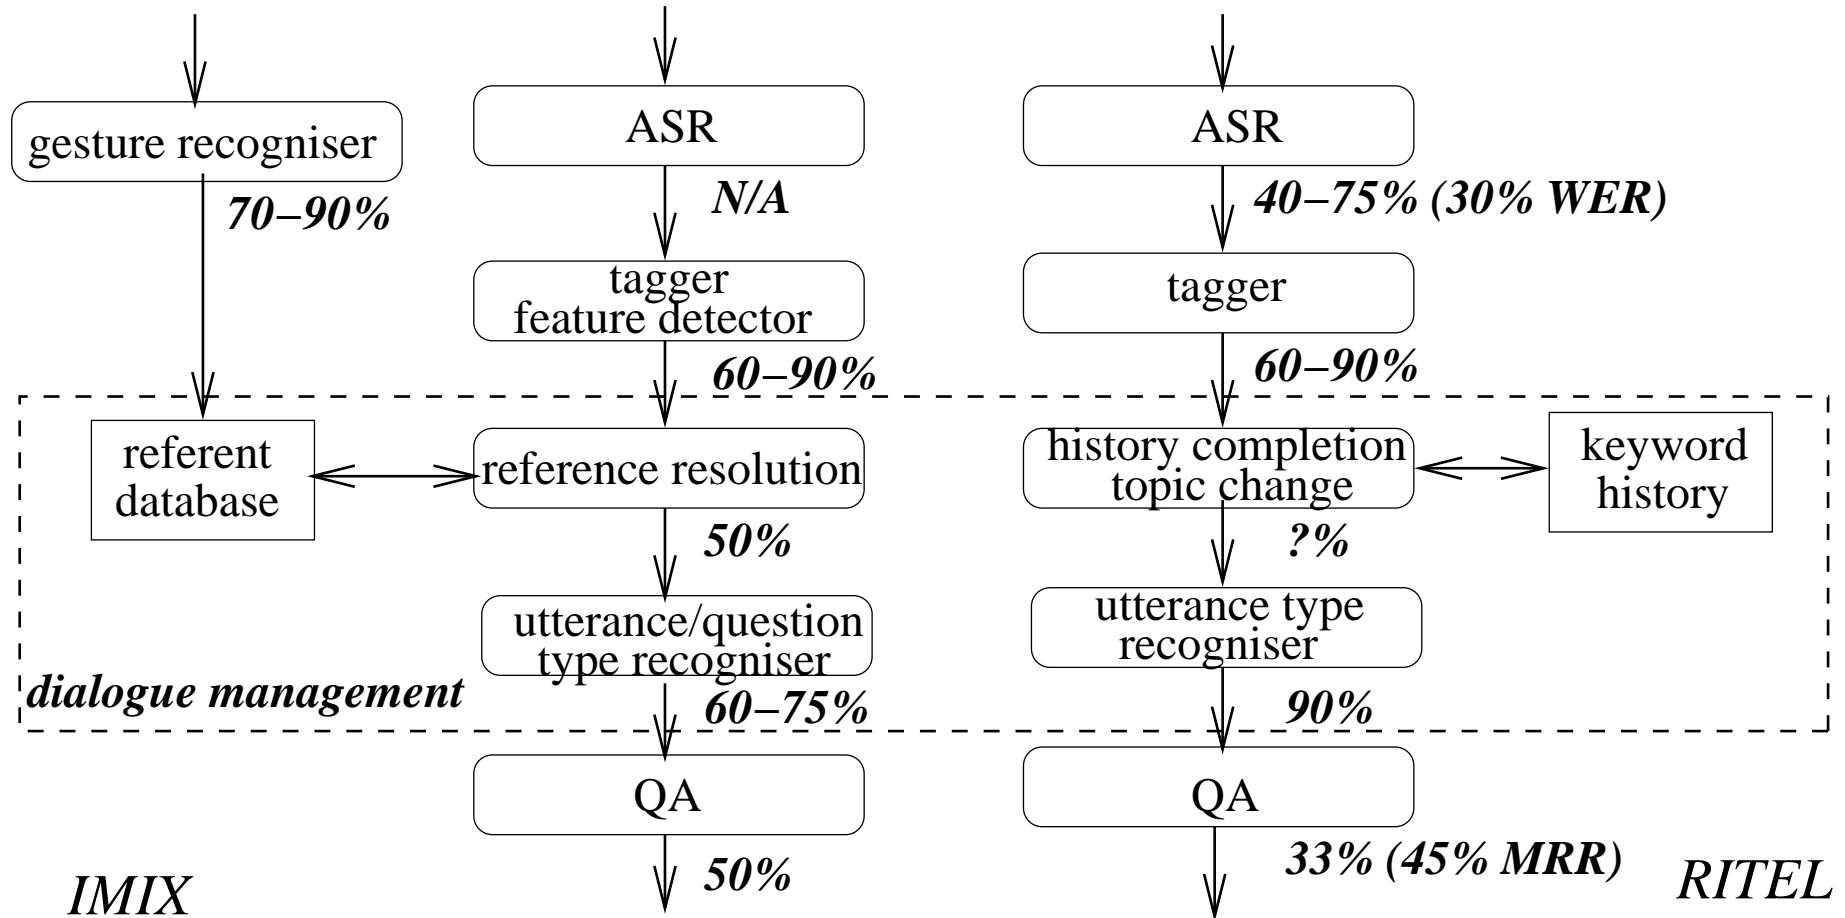 gesture recogniser
ASR
ASR
70–90%
N/A
40–75% (30% WER)
tagger
feature detector
tagger
60–90%
60–90%
referent
database
reference resolution
history completion
topic change
keyword
history
50%
?%
utterance/question
type recogniser
utterance type
recogniser
dialogue management
60–75%
90%
QA
QA
50%
33% (45% MRR)
IMIX
RITEL